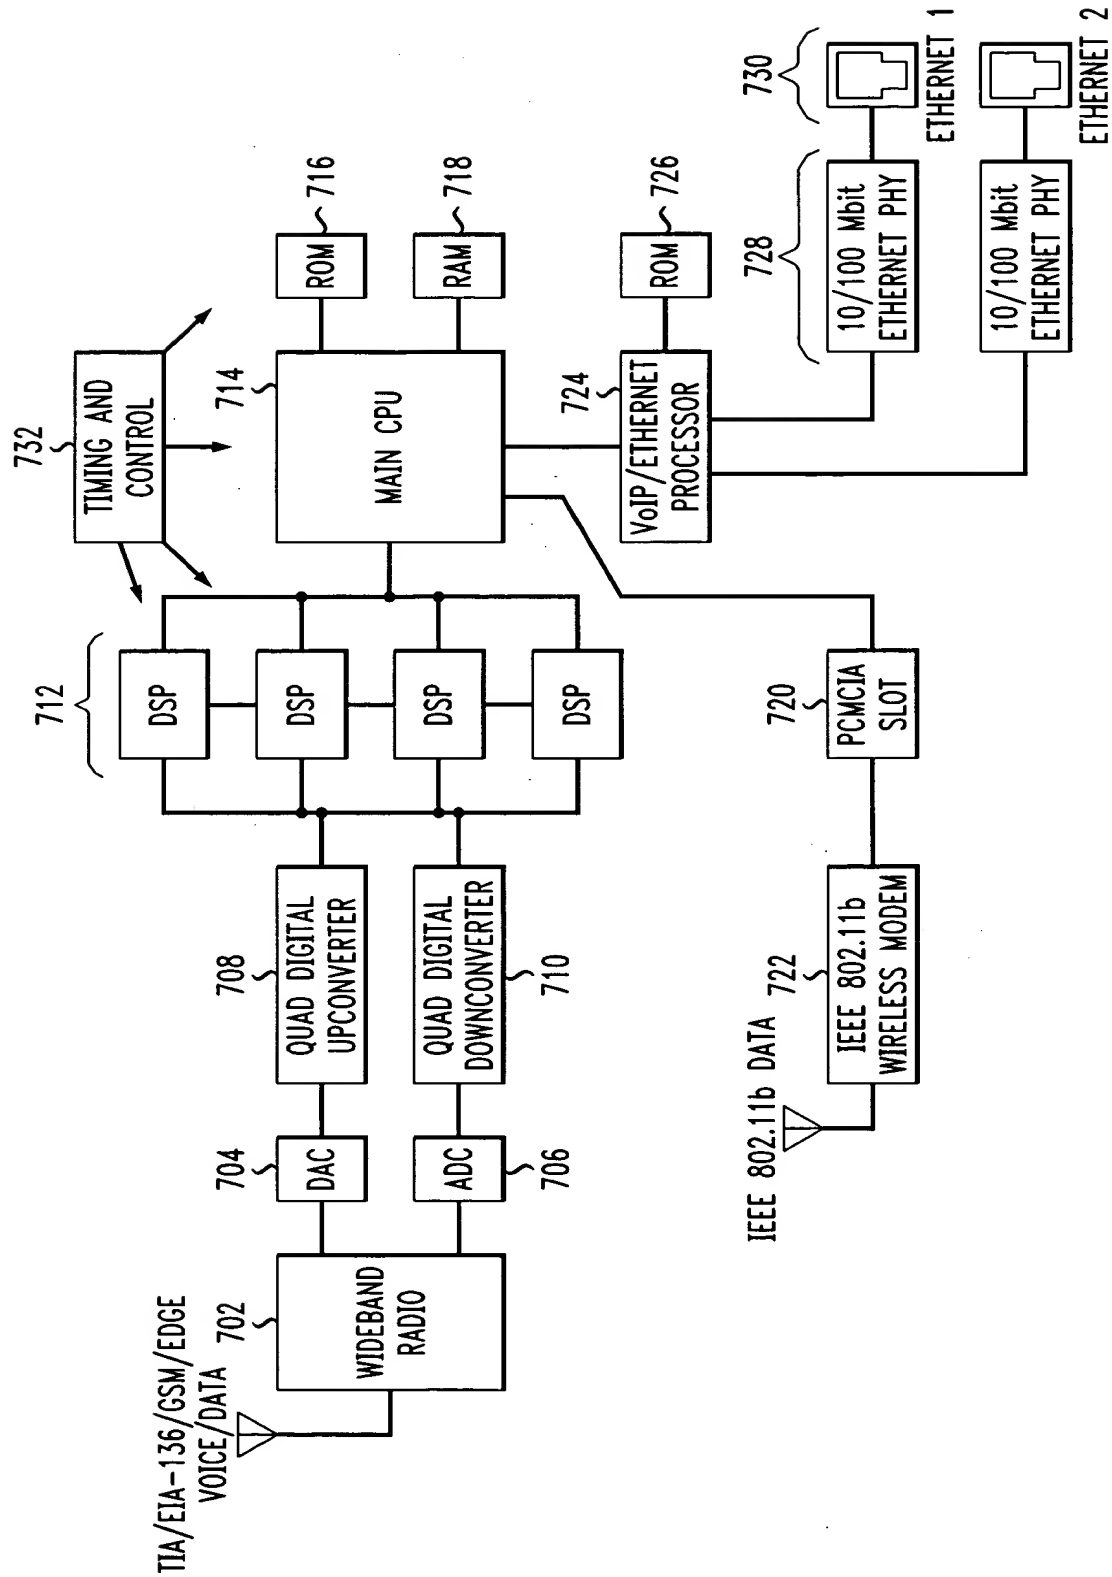 TIA/EIA-136/GSM/EDGE
VOICE/DATA
702
WIDEBAND
RADIO
704
DAC
ADC
706
708
QUAD DIGITAL
UPCONVERTER
QUAD DIGITAL
DOWNCONVERTER
710
712
DSP
DSP
DSP
DSP
732
TIMING AND
CONTROL
714
MAIN CPU
ROM
716
RAM
718
724
VoIP/ETHERNET
PROCESSOR
ROM
726
728
10/100 Mbit
ETHERNET PHY
10/100 Mbit
ETHERNET PHY
730
ETHERNET 1
ETHERNET 2
IEEE 802.11b DATA
722
IEEE 802.11b
WIRELESS MODEM
720
PCMCIA
SLOT